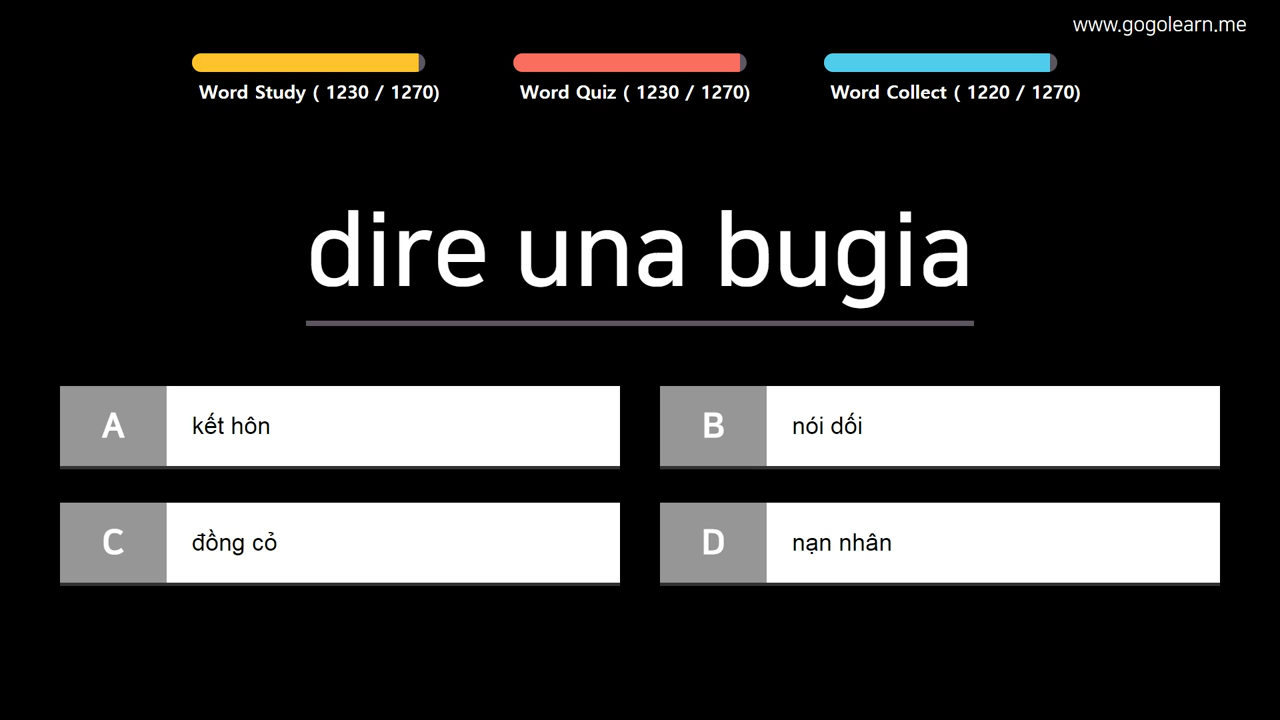 www.gogolearn.me
Word Study ( 1230 / 1270)
Word Quiz ( 1230 / 1270)
Word Collect ( 1220 / 1270)
dire una bugia
A kết hôn
B nói dối
C đồng cỏ
D nạn nhân